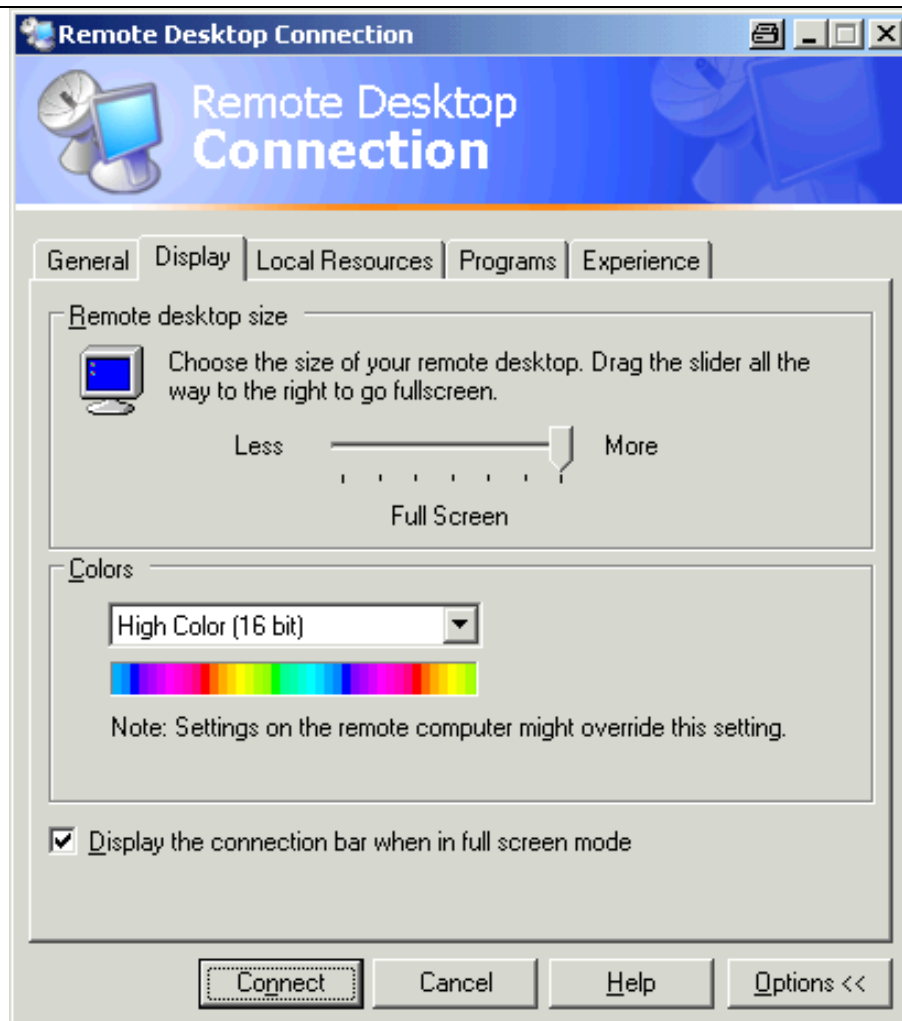 Remote Desktop Connection
Remote Desktop
Connection
General Display Local Resources Programs Experience
Remote desktop size
Choose the size of your remote desktop. Drag the slider all the
way to the right to go fullscreen.
Less More
Full Screen
Colors
High Color (16 bit)
Note: Settings on the remote computer might override this setting.
Display the connection bar when in full screen mode
Connect Cancel Help Options <<